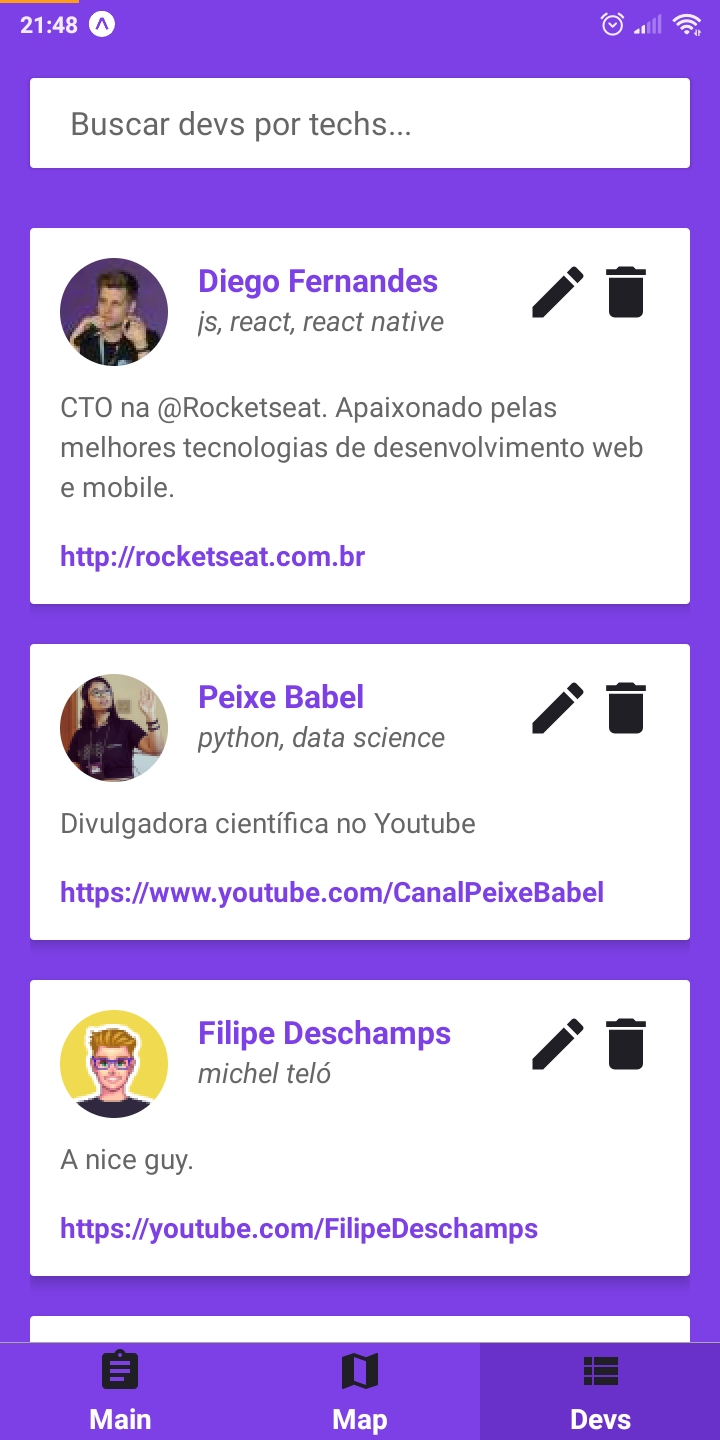 21:48
Buscar devs por techs...
Diego Fernandes
js, react, react native
CTO na @Rocketseat. Apaixonado pelas
melhores tecnologias de desenvolvimento web
e mobile.
http://rocketseat.com.br
Peixe Babel
python, data science
Divulgadora científica no Youtube
https://www.youtube.com/CanalPeixeBabel
Filipe Deschamps
michel teló
A nice guy.
https://youtube.com/FilipeDeschamps
Main Map Devs